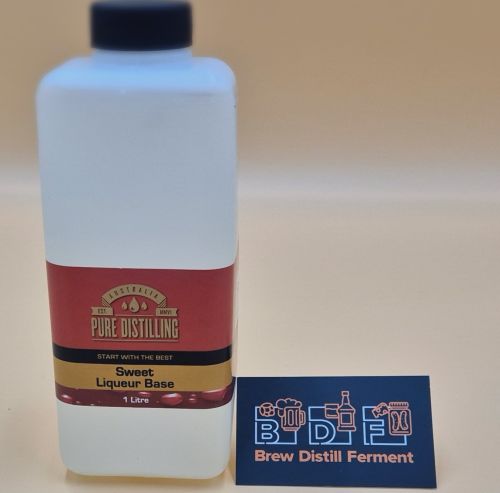 AUSTRALIA
EST. MMVI
PURE DISTILLING
START WITH THE BEST
Sweet
Liqueur Base
1 Litre
B D F
Brew Distill Ferment